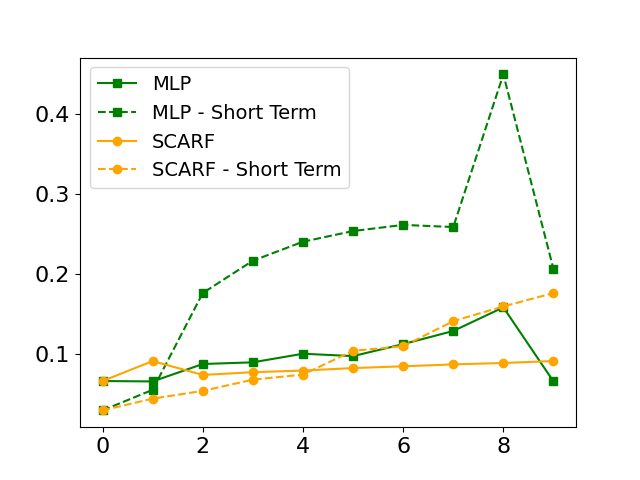 MLP
MLP - Short Term
SCARF
SCARF - Short Term
0.4
0.3
0.2
0.1
0 2 4 6 8